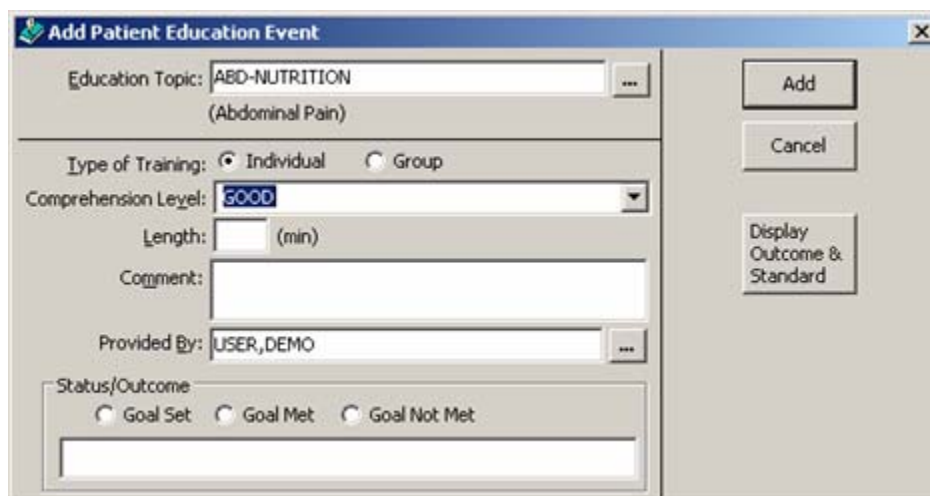 Add Patient Education Event
Education Topic: ABD-NUTRITION ...
(Abdominal Pain)
Type of Training: Individual Group
Comprehension Level: GOOD
Length: (min)
Comment:
Provided By: USER,DEMO ...
Status/Outcome
Goal Set Goal Met Goal Not Met
Add
Cancel
Display
Outcome &
Standard